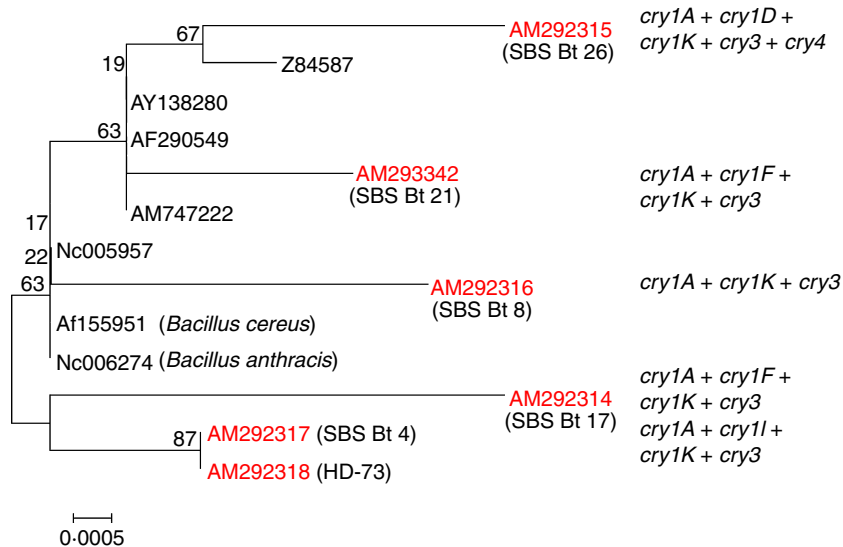 67
AM292315
(SBS Bt 26)
cry1A + cry1D +
cry1K + cry3 + cry4
19
Z84587
AY138280
63
AF290549
AM293342
(SBS Bt 21)
cry1A + cry1F +
cry1K + cry3
AM747222
17
Nc005957
22
63
AM292316
(SBS Bt 8)
cry1A + cry1K + cry3
Af155951 (Bacillus cereus)
Nc006274 (Bacillus anthracis)
AM292314
(SBS Bt 17)
cry1A + cry1F +
cry1K + cry3
87
AM292317 (SBS Bt 4)
cry1A + cry1I +
cry1K + cry3
AM292318 (HD-73)
0·0005